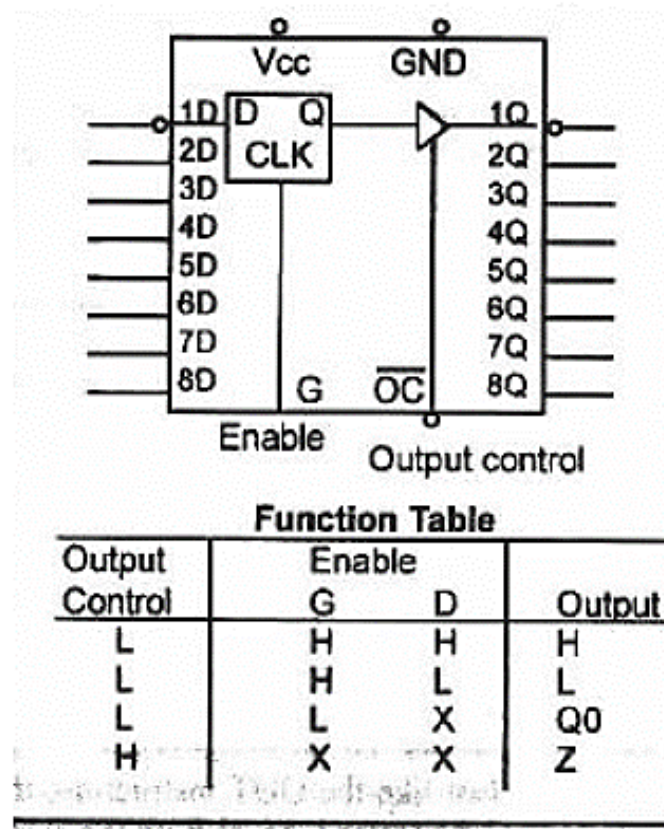 Vcc GND
1D D Q 1Q
2D CLK 2Q
3D 3Q
4D 4Q
5D 5Q
6D 6Q
7D 7Q
8D G O̅C̅ 8Q
Enable
Output control
Function Table
Output Enable
Control G D Output
L H H H
L H L L
L L X Q0
H X X Z